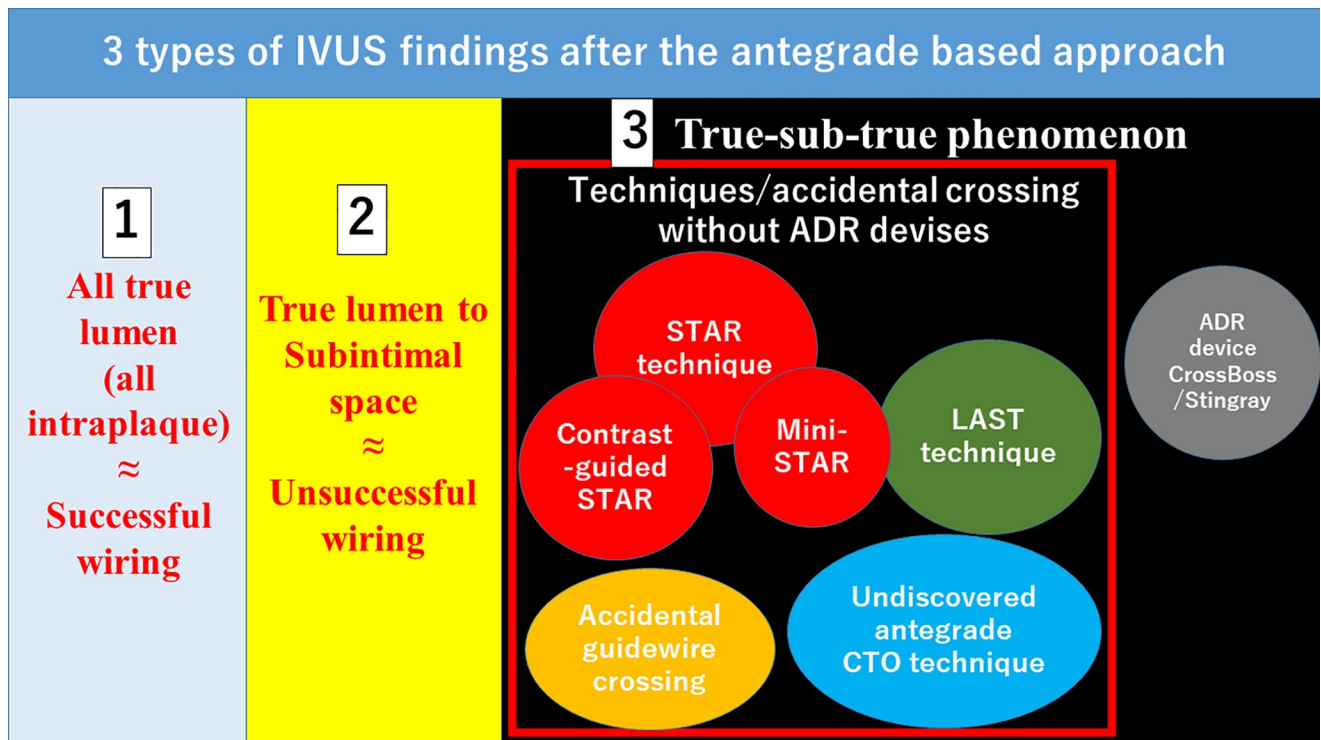 3 types of IVUS findings after the antegrade based approach
1
All true
lumen
(all
intraplaque)
≈
Successful
wiring
2
True lumen to
Subintimal
space
≈
Unsuccessful
wiring
3 True-sub-true phenomenon
Techniques/accidental crossing
without ADR devises
STAR
technique
Contrast
-guided
STAR
Mini-
STAR
LAST
technique
Accidental
guidewire
crossing
Undiscovered
antegrade
CTO technique
ADR
device
CrossBoss
/Stingray